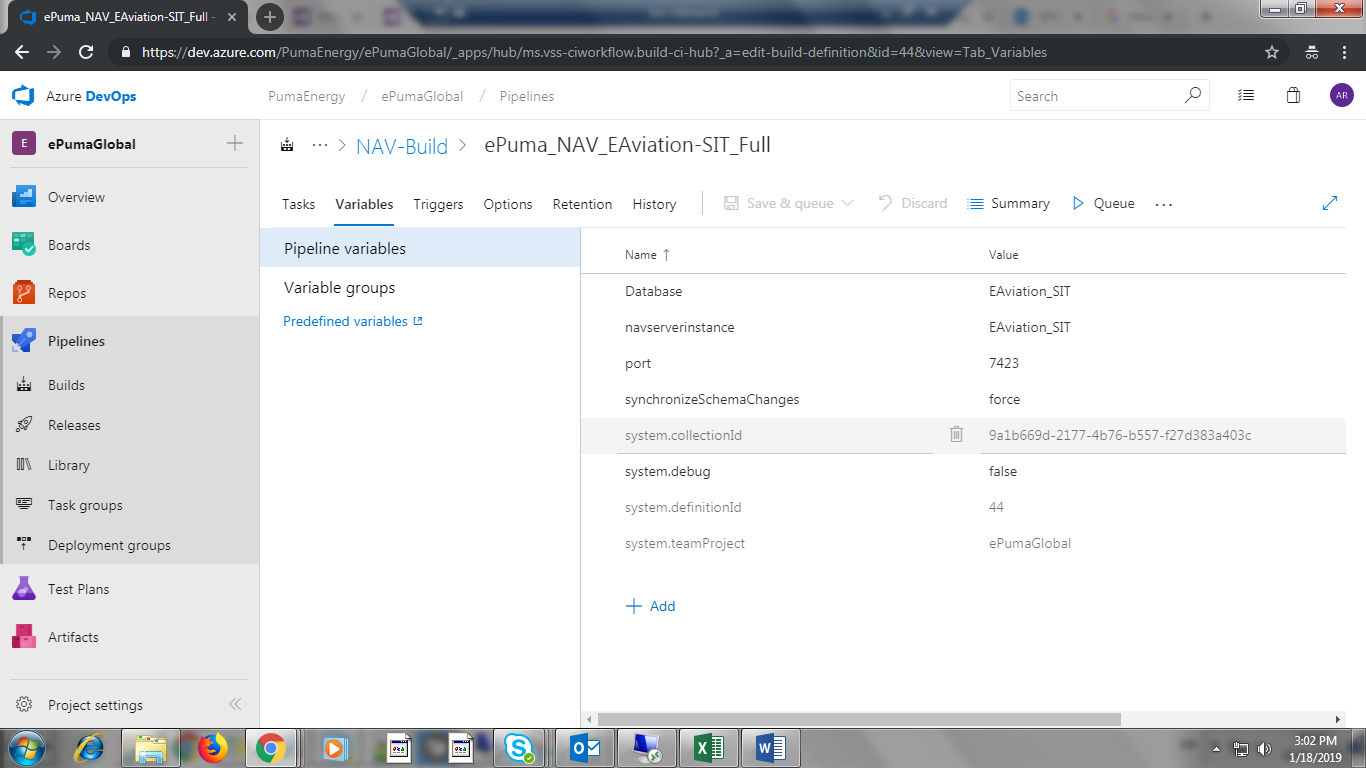 ePuma_NAV_EAviation-SIT_Full -
https://dev.azure.com/PumaEnergy/ePumaGlobal/_apps/hub/ms.vss-ciworkflow.build-ci-hub?_a=edit-build-definition&id=44&view=Tab_Variables
Azure DevOps
PumaEnergy / ePumaGlobal / Pipelines
Search
AR
E ePumaGlobal
··· > NAV-Build > ePuma_NAV_EAviation-SIT_Full
Overview
Boards
Repos
Pipelines
Builds
Releases
Library
Task groups
Deployment groups
Test Plans
Artifacts
Project settings
Tasks Variables Triggers Options Retention History Save & queue Discard Summary Queue ···
Pipeline variables
Variable groups
Predefined variables
Name ↑ Value
Database EAviation_SIT
navserverinstance EAviation_SIT
port 7423
synchronizeSchemaChanges force
system.collectionId 9a1b669d-2177-4b76-b557-f27d383a403c
system.debug false
system.definitionId 44
system.teamProject ePumaGlobal
+ Add
3:02 PM
1/18/2019